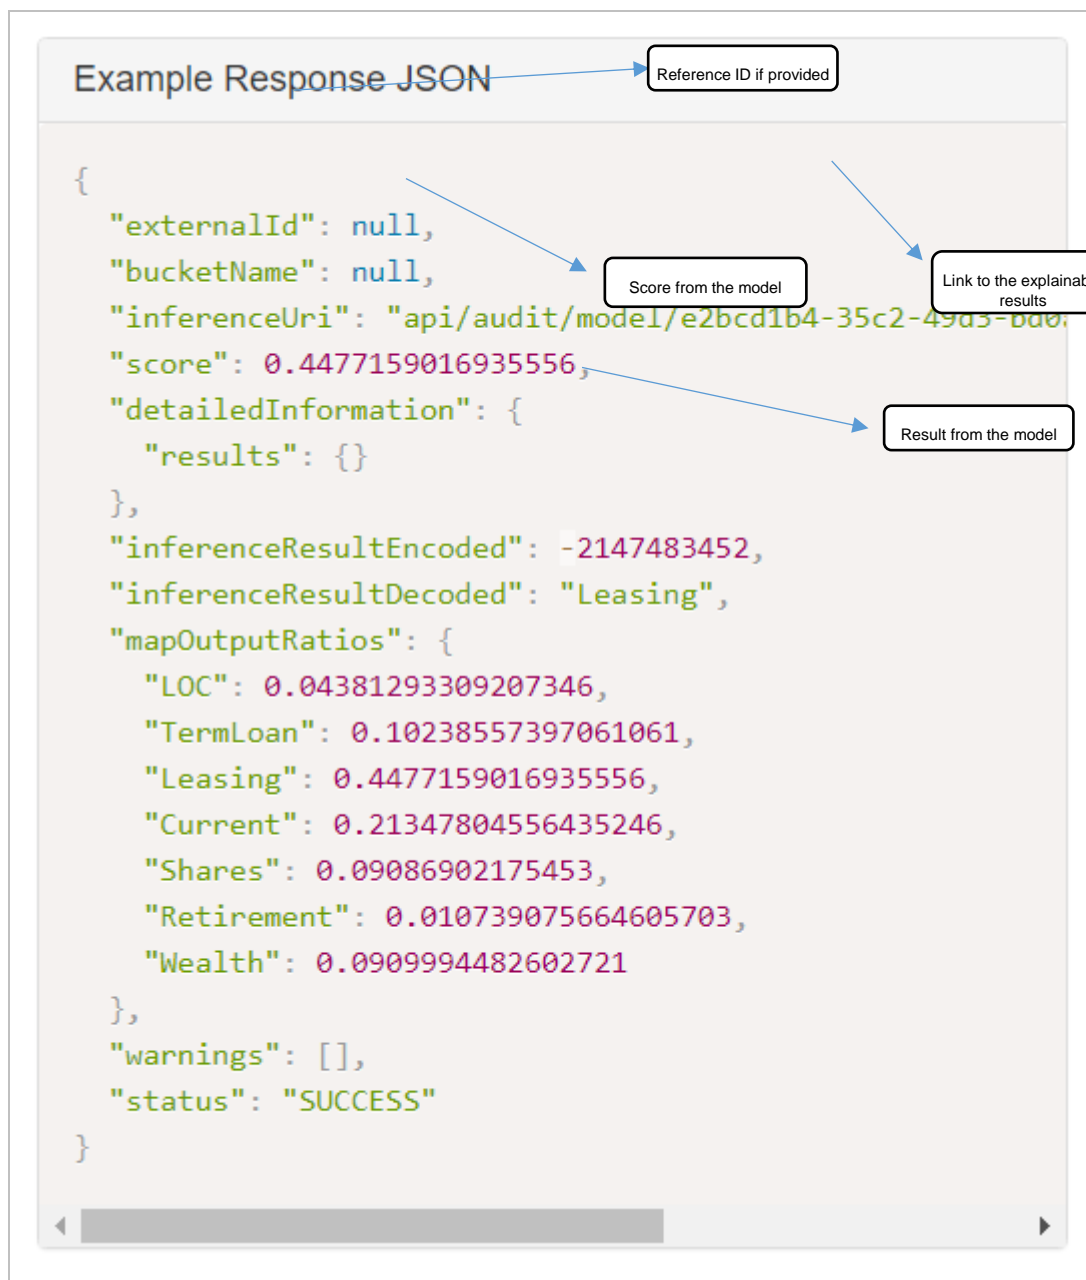 Example Response JSON
Reference ID if provided
{
"externalId": null,
"bucketName": null,
Score from the model
Link to the explainab
results
"inferenceUri": "api/audit/model/e2bcd1b4-35c2-49d3-bd0
"score": 0.4477159016935556,
"detailedInformation": {
Result from the model
"results": {}
},
"inferenceResultEncoded": -2147483452,
"inferenceResultDecoded": "Leasing",
"mapOutputRatios": {
"LOC": 0.04381293309207346,
"TermLoan": 0.10238557397061061,
"Leasing": 0.4477159016935556,
"Current": 0.21347804556435246,
"Shares": 0.09086902175453,
"Retirement": 0.010739075664605703,
"Wealth": 0.0909994482602721
},
"warnings": [],
"status": "SUCCESS"
}